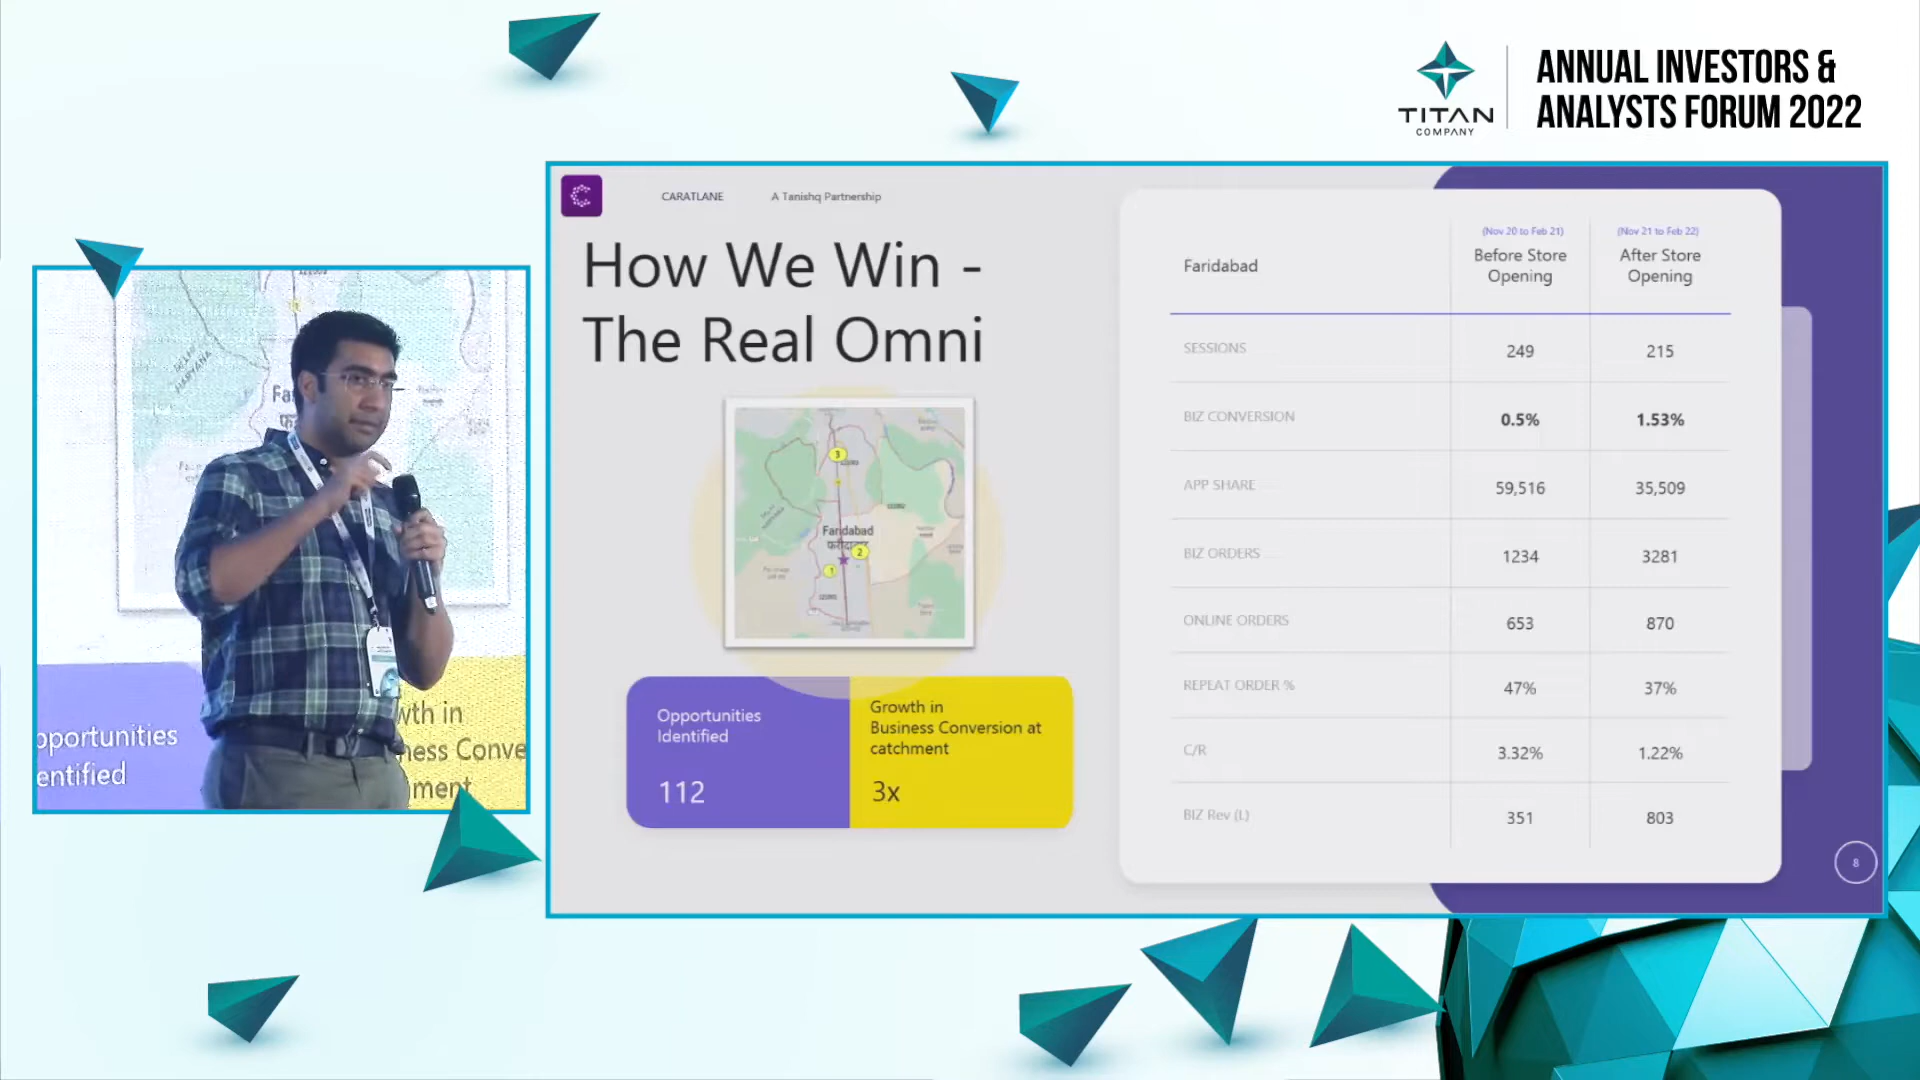 TITAN
COMPANY
ANNUAL INVESTORS &
ANALYSTS FORUM 2022
CARATLANE
A Tanishq Partnership
How We Win -
The Real Omni
3
Faridabad
फरीदाबाद
2
1
Opportunities
Identified
112
Growth in
Business Conversion at
catchment
3x
Faridabad
(Nov 20 to Feb 21)
Before Store
Opening
(Nov 21 to Feb 22)
After Store
Opening
SESSIONS 249 215
BIZ CONVERSION 0.5% 1.53%
APP SHARE 59,516 35,509
BIZ ORDERS 1234 3281
ONLINE ORDERS 653 870
REPEAT ORDER % 47% 37%
C/R 3.32% 1.22%
BIZ Rev (L) 351 803
8
pportunities
entified
wth in
ness Conve
ment